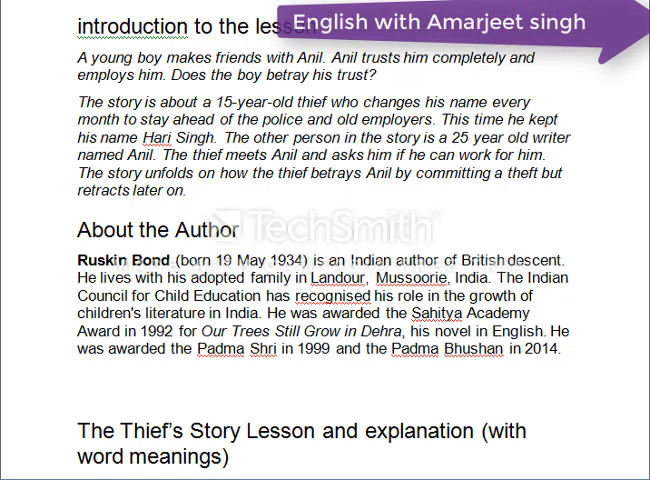 introduction to the lesson
English with Amarjeet singh
A young boy makes friends with Anil. Anil trusts him completely and
employs him. Does the boy betray his trust?
The story is about a 15-year-old thief who changes his name every
month to stay ahead of the police and old employers. This time he kept
his name Hari Singh. The other person in the story is a 25 year old writer
named Anil. The thief meets Anil and asks him if he can work for him.
The story unfolds on how the thief betrays Anil by committing a theft but
retracts later on.
TechSmith
About the Author
Ruskin Bond (born 19 May 1934) is an Indian author of British descent.
He lives with his adopted family in Landour, Mussoorie, India. The Indian
Council for Child Education has recognised his role in the growth of
children's literature in India. He was awarded the Sahitya Academy
Award in 1992 for Our Trees Still Grow in Dehra, his novel in English. He
was awarded the Padma Shri in 1999 and the Padma Bhushan in 2014.
The Thief’s Story Lesson and explanation (with
word meanings)